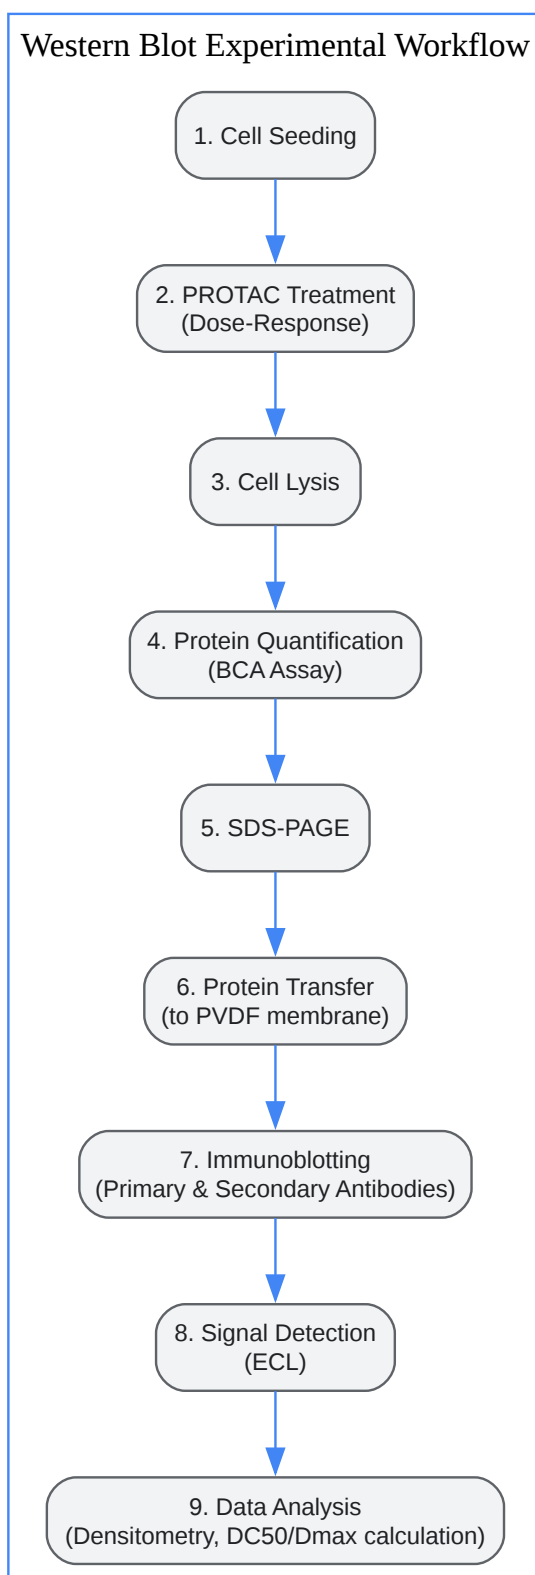 Western Blot Experimental Workflow
1. Cell Seeding
2. PROTAC Treatment
(Dose-Response)
3. Cell Lysis
4. Protein Quantification
(BCA Assay)
5. SDS-PAGE
6. Protein Transfer
(to PVDF membrane)
7. Immunoblotting
(Primary & Secondary Antibodies)
8. Signal Detection
(ECL)
9. Data Analysis
(Densitometry, DC50/Dmax calculation)